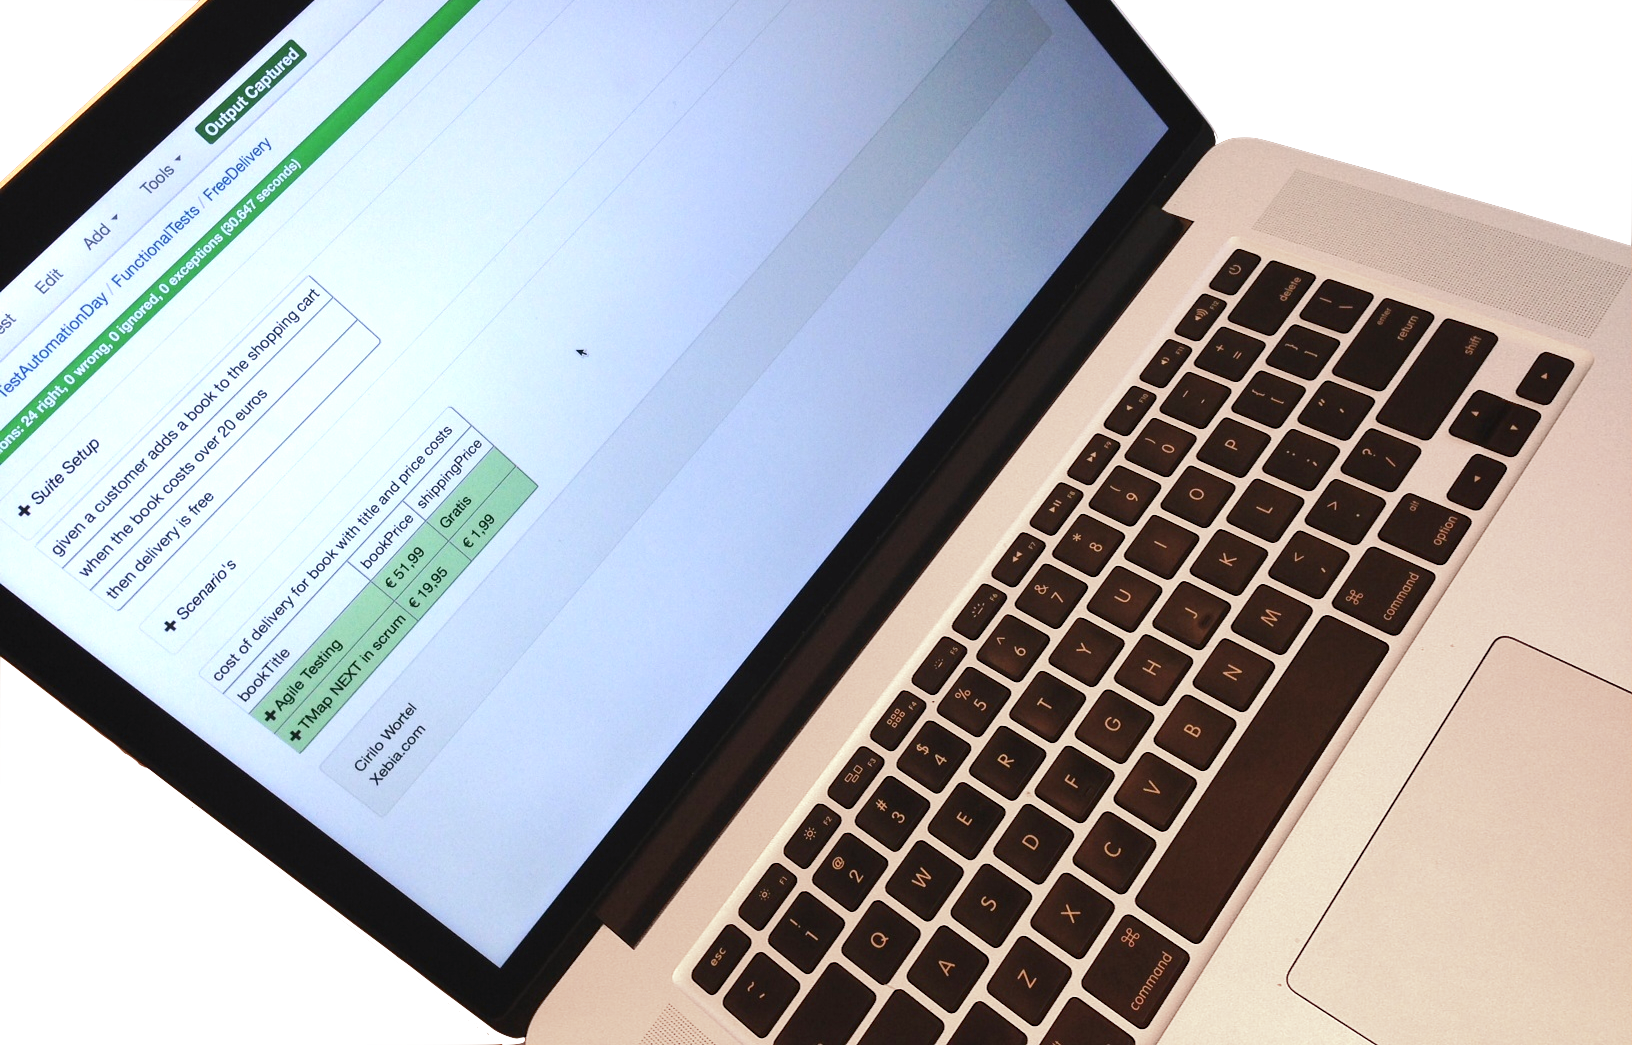 est Edit Add Tools Output Captured
TestAutomationDay / FunctionalTests / FreeDelivery
ons: 24 right, 0 wrong, 0 ignored, 0 exceptions (30.647 seconds)
Suite Setup
given a customer adds a book to the shopping cart
when the book costs over 20 euros
then delivery is free
Scenario's
cost of delivery for book with title and price costs
bookTitle bookPrice shippingPrice
Agile Testing € 51,99 Gratis
TMap NEXT in scrum € 19,95 € 1,99
Cirilo Wortel
Xebia.com
esc F1 F2 F3 F4 F5 F6 F7 F8 F9 F10 F11 F12
~ ! 1 @ 2 # 3 $ 4 % 5 ^ 6 & 7 * 8 ( 9 ) 0 _ - + = delete
Q W E R T Y U I O P { [ } ] | \
A S D F G H J K L : ; " ' enter return
Z X C V B N M < , > . ? / shift
⌘ command ⌘ command alt option